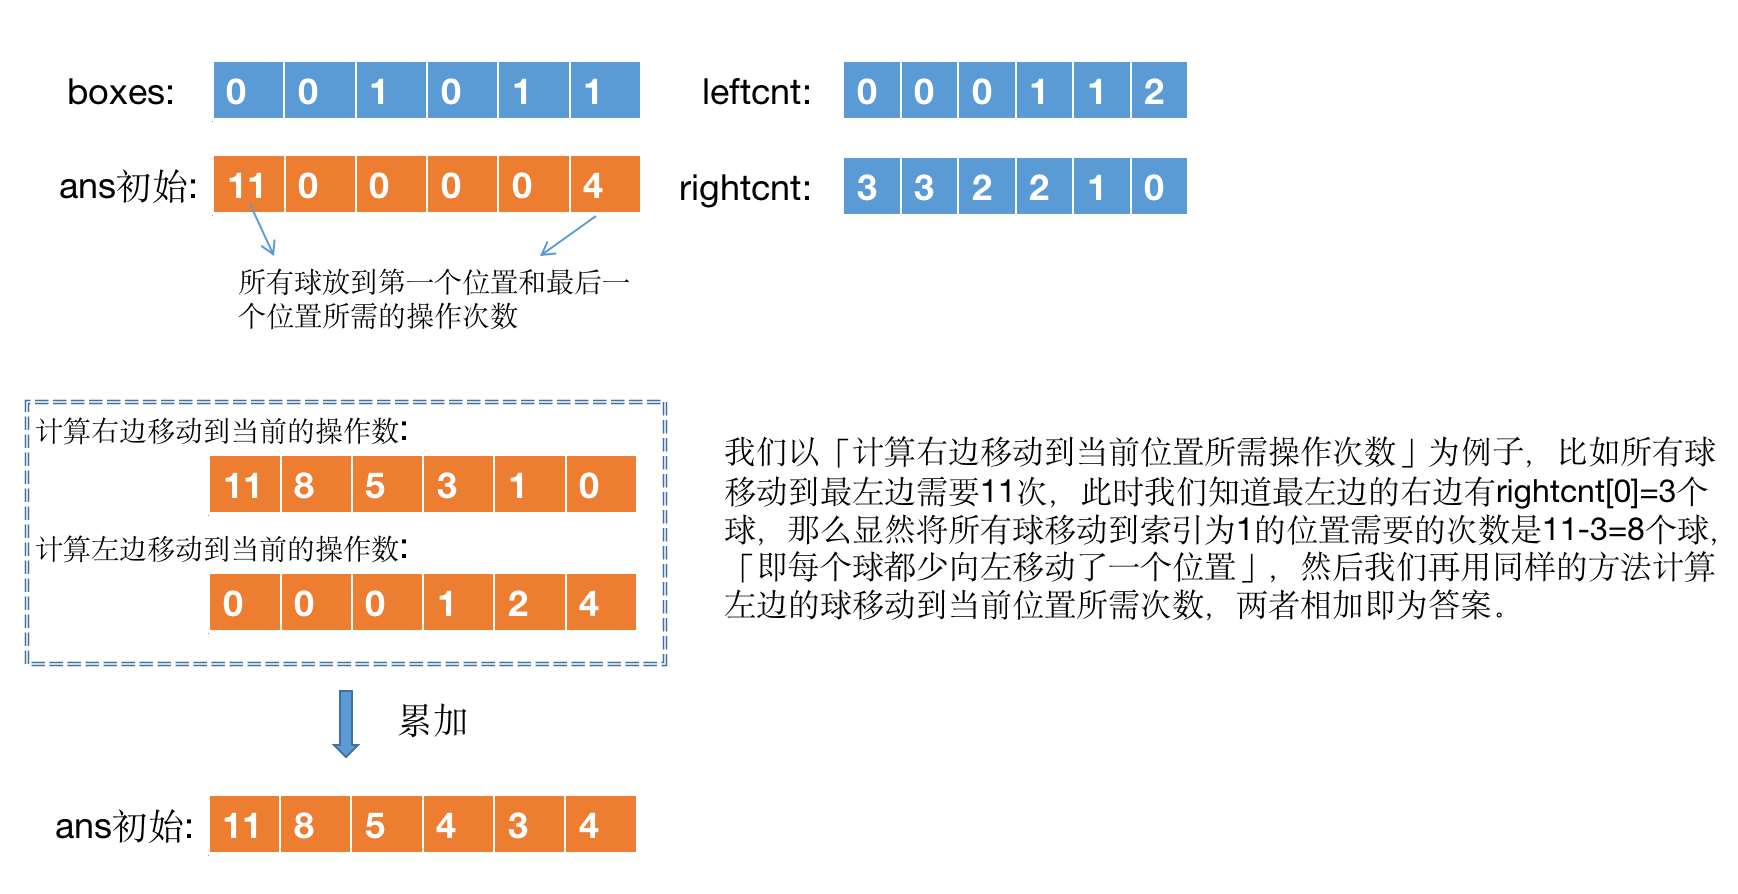 boxes: 0 0 1 0 1 1
leftcnt: 0 0 0 1 1 2
ans初始: 11 0 0 0 0 4
rightcnt: 3 3 2 2 1 0
所有球放到第一个位置和最后一
个位置所需的操作次数
计算右边移动到当前的操作数:
11 8 5 3 1 0
计算左边移动到当前的操作数:
0 0 0 1 2 4
我们以「计算右边移动到当前位置所需操作次数」为例子，比如所有球
移动到最左边需要11次，此时我们知道最左边的右边有rightcnt[0]=3个
球，那么显然将所有球移动到索引为1的位置需要的次数是11-3=8个球，
「即每个球都少向左移动了一个位置」，然后我们再用同样的方法计算
左边的球移动到当前位置所需次数，两者相加即为答案。
累加
ans初始: 11 8 5 4 3 4